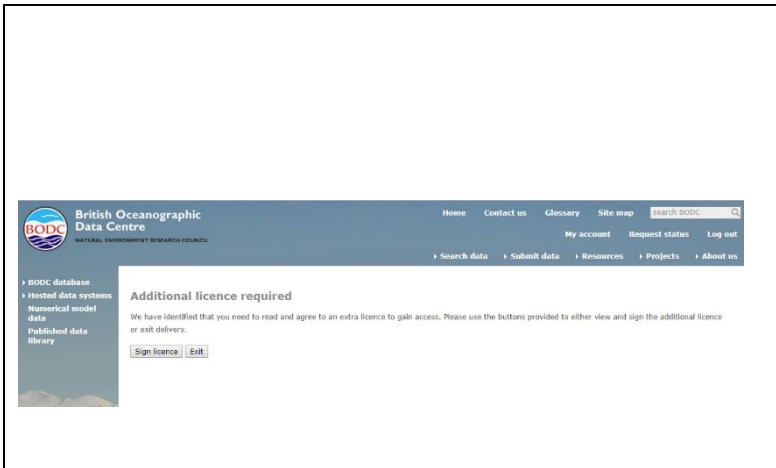 British Oceanographic
Data Centre
NATURAL ENVIRONMENT RESEARCH COUNCIL
BODC
Home Contact us Glossary Site map search BODC
My account Request status Log out
Search data Submit data Resources Projects About us
BODC database
Hosted data systems
Numerical model
data
Published data
library
Additional licence required
We have identified that you need to read and agree to an extra licence to gain access. Please use the buttons provided to either view and sign the additional licence
or exit delivery.
Sign licence Exit